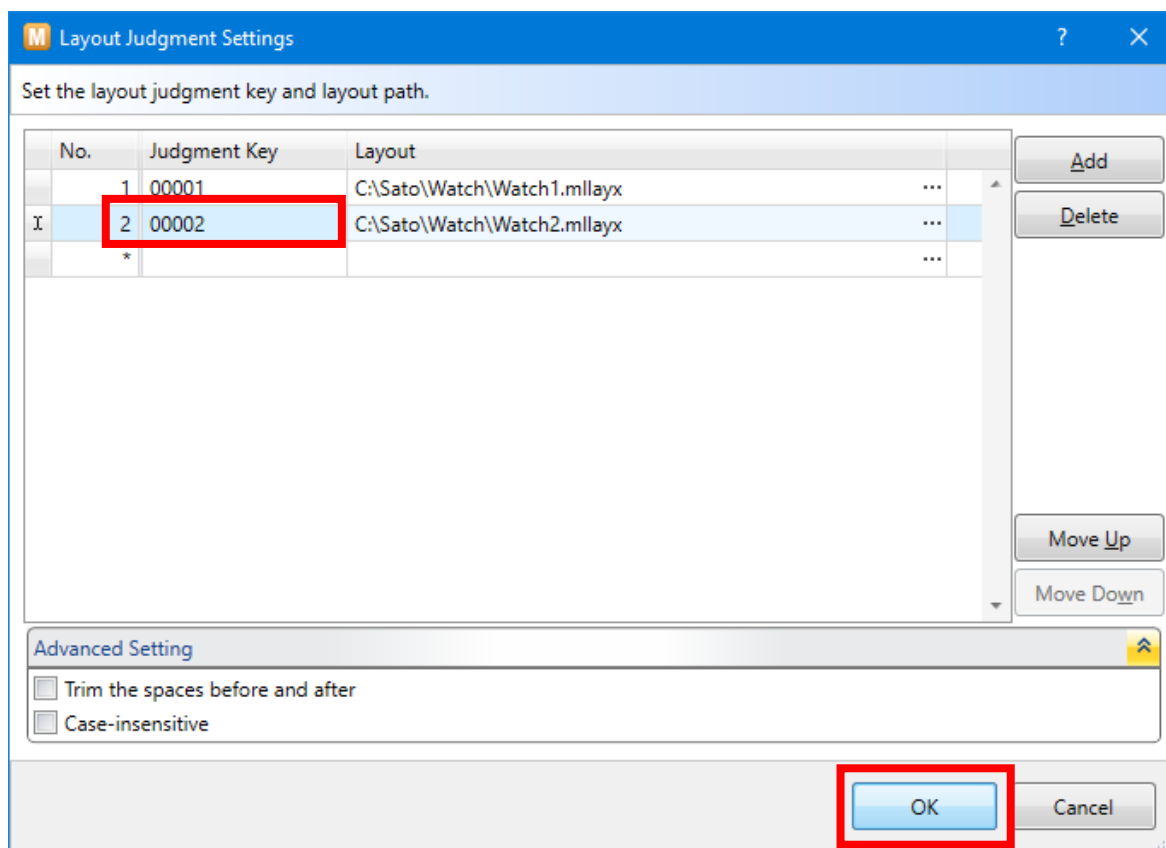 M Layout Judgment Settings ? ×
Set the layout judgment key and layout path.
No. Judgment Key Layout
1 00001 C:\Sato\Watch\Watch1.mllayx ...
2 00002 C:\Sato\Watch\Watch2.mllayx ...
* ...
Add
Delete
Move Up
Move Down
Advanced Setting
Trim the spaces before and after
Case-insensitive
OK Cancel